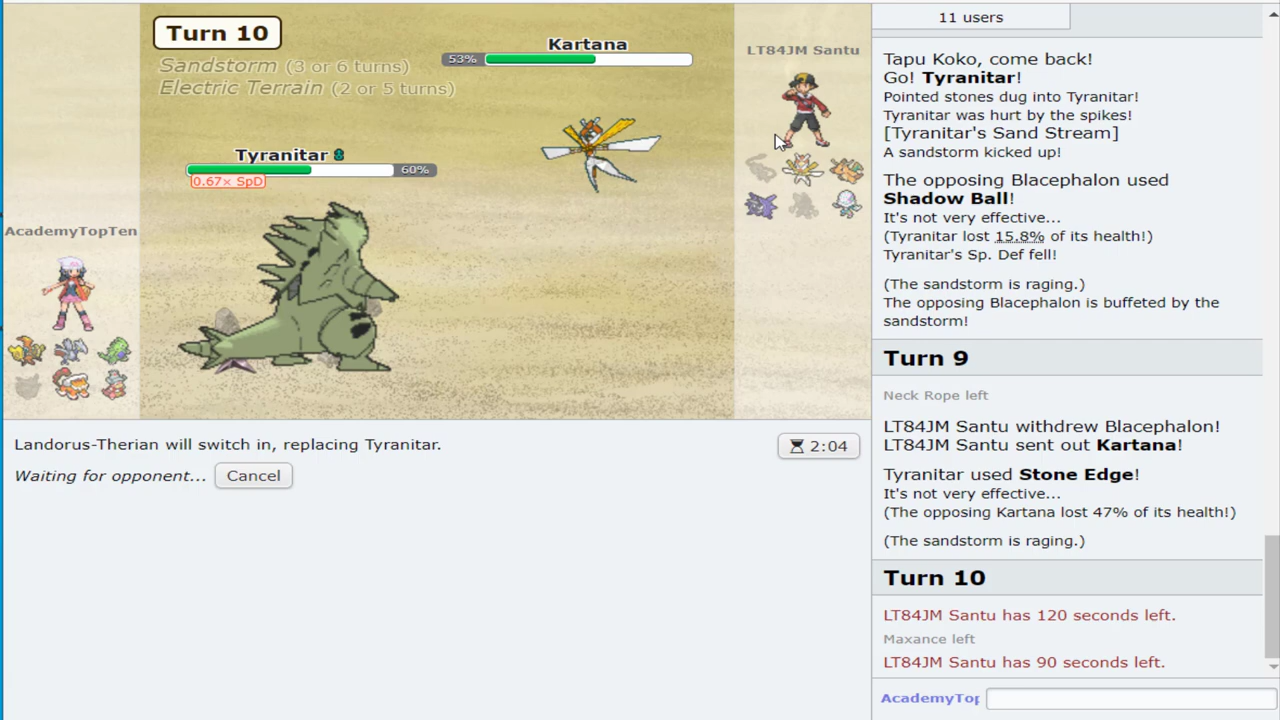 Turn 10
Sandstorm (3 or 6 turns)
Electric Terrain (2 or 5 turns)
Kartana
53%
Tyranitar
60%
0.67× SpD
AcademyTopTen
LT84JM Santu
Landorus-Therian will switch in, replacing Tyranitar.
2:04
Waiting for opponent... Cancel
11 users
Tapu Koko, come back!
Go! Tyranitar!
Pointed stones dug into Tyranitar!
Tyranitar was hurt by the spikes!
[Tyranitar's Sand Stream]
A sandstorm kicked up!
The opposing Blacephalon used
Shadow Ball!
It's not very effective...
(Tyranitar lost 15.8% of its health!)
Tyranitar's Sp. Def fell!
(The sandstorm is raging.)
The opposing Blacephalon is buffeted by the
sandstorm!
Turn 9
Neck Rope left
LT84JM Santu withdrew Blacephalon!
LT84JM Santu sent out Kartana!
Tyranitar used Stone Edge!
It's not very effective...
(The opposing Kartana lost 47% of its health!)
(The sandstorm is raging.)
Turn 10
LT84JM Santu has 120 seconds left.
Maxance left
LT84JM Santu has 90 seconds left.
AcademyTop